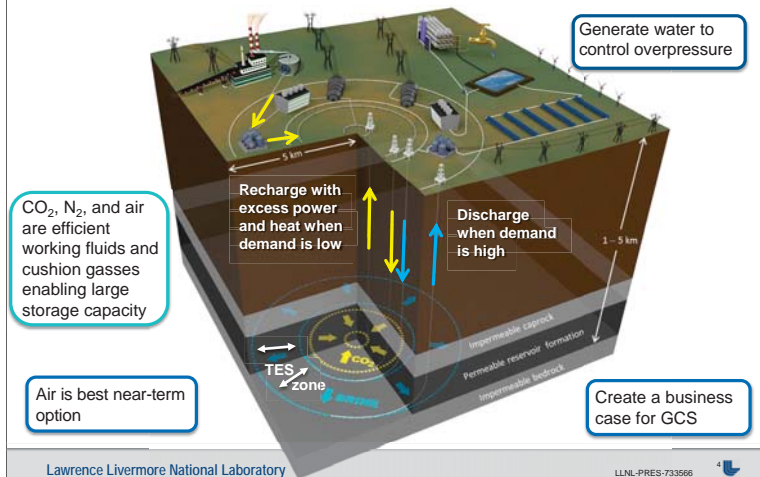 Generate water to
control overpressure
5 km
Recharge with
excess power
and heat when
demand is low
Discharge
when demand
is high
CO₂, N₂, and air
are efficient
working fluids and
cushion gasses
enabling large
storage capacity
1 – 5 km
Impermeable caprock
Permeable reservoir formation
Impermeable bedrock
CO₂
TES
zone
Brine
Air is best near-term
option
Create a business
case for GCS
Lawrence Livermore National Laboratory
LLNL-PRES-733566
4